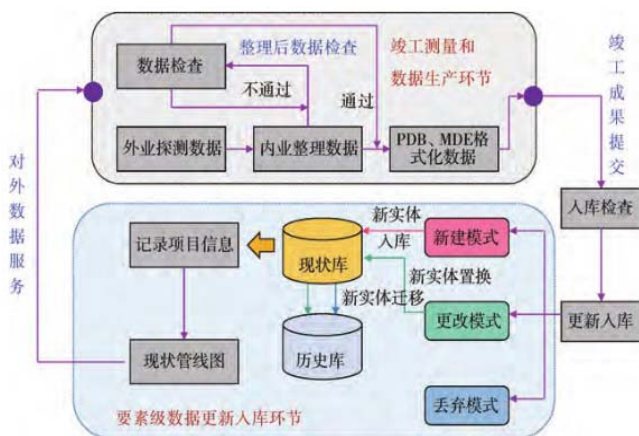 整理后数据检查
竣工测量和
数据生产环节
数据检查
不通过
通过
外业探测数据
内业整理数据
PDB、MDE格
式化数据
竣工成果提交
对外数据服务
入库检查
更新入库
记录项目信息
现状库
新实体
入库
新建模式
新实体置换
新实体迁移
更改模式
历史库
现状管线图
丢弃模式
要素级数据更新入库环节